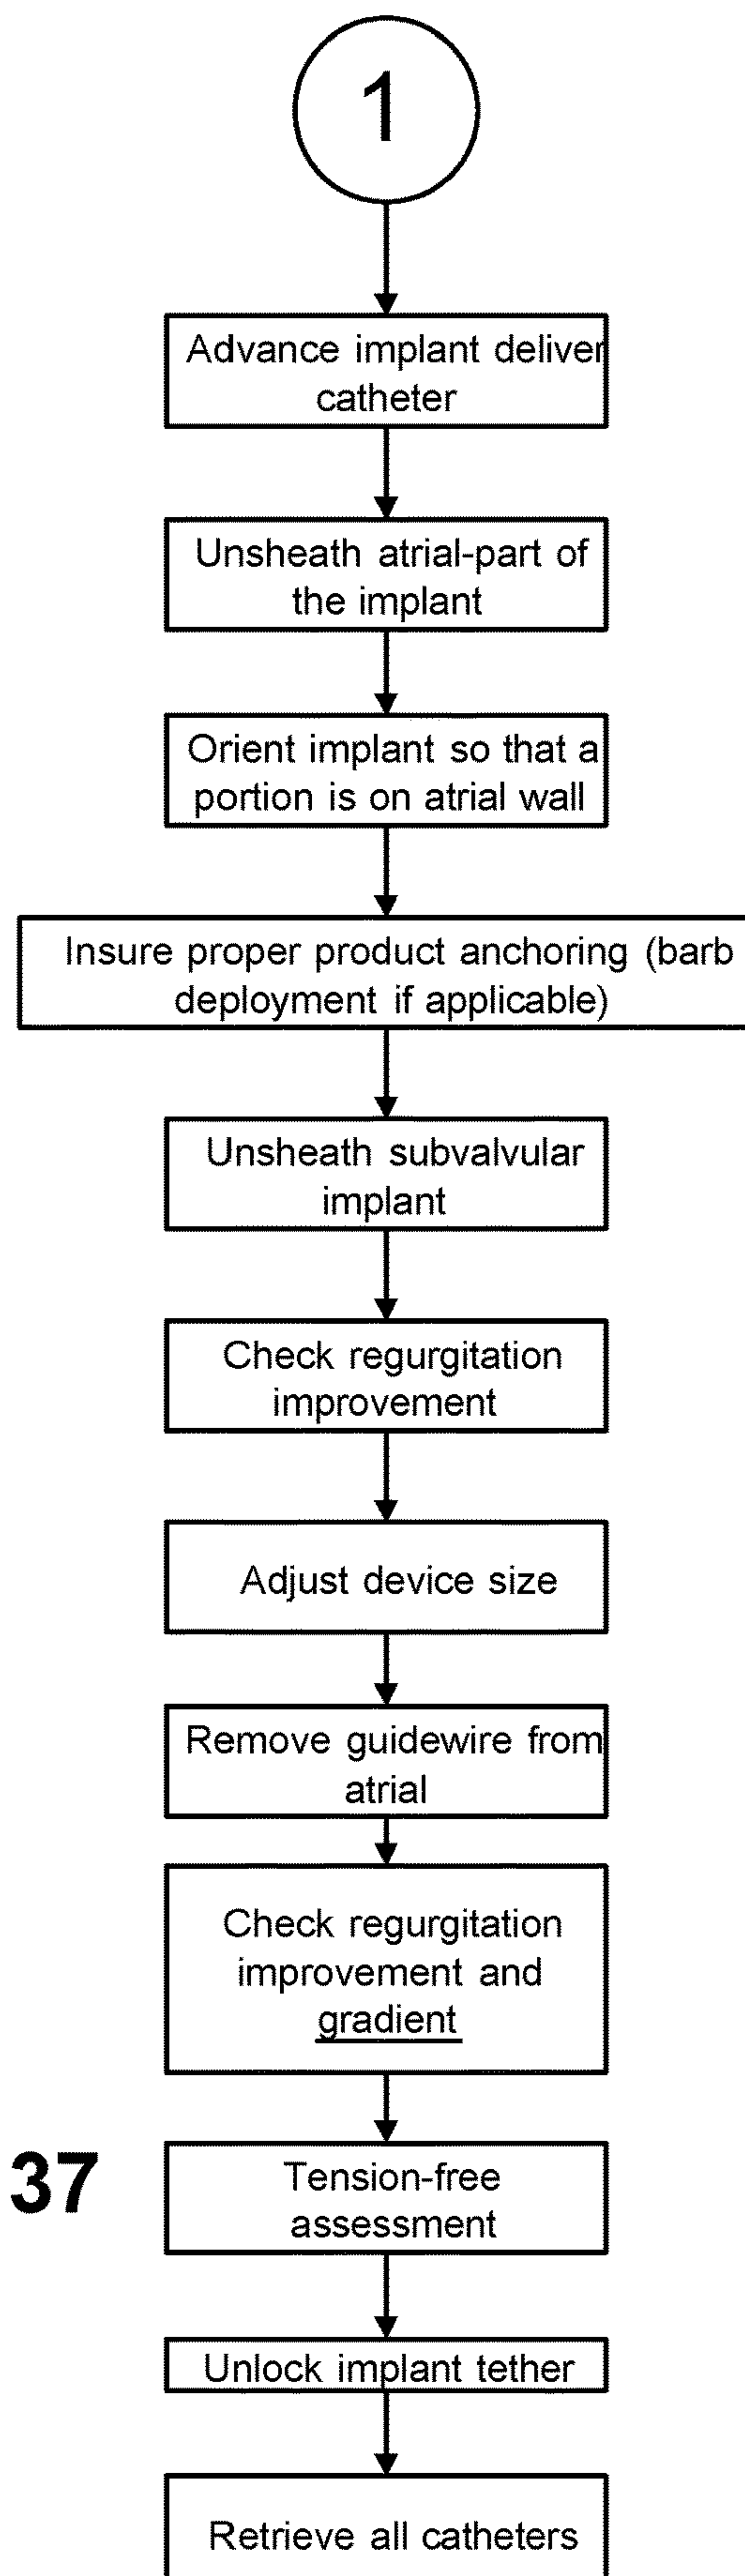 1
Advance implant deliver
catheter
Unsheath atrial-part of
the implant
Orient implant so that a
portion is on atrial wall
Insure proper product anchoring (barb
deployment if applicable)
Unsheath subvalvular
implant
Check regurgitation
improvement
Adjust device size
Remove guidewire from
atrial
Check regurgitation
improvement and
gradient
37
Tension-free
assessment
Unlock implant tether
Retrieve all catheters